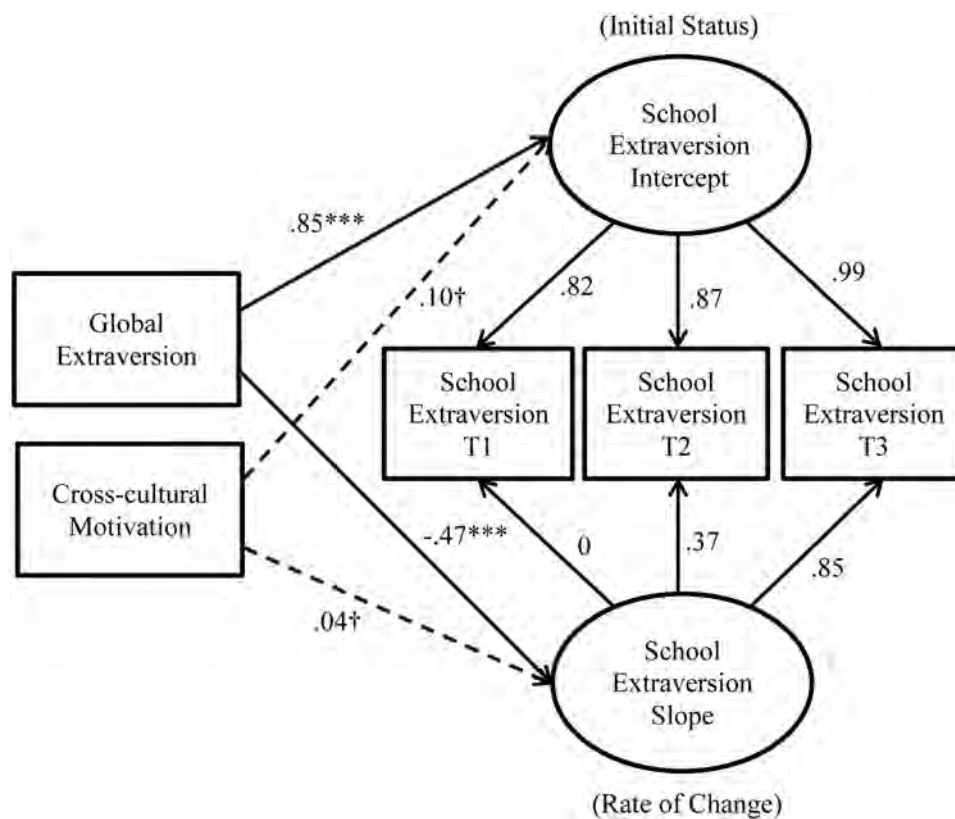 (Initial Status)
School
Extraversion
Intercept
.85***
.10†
.82
.87
.99
Global
Extraversion
School
Extraversion
T1
School
Extraversion
T2
School
Extraversion
T3
Cross-cultural
Motivation
-.47***
0
.37
.85
.04†
School
Extraversion
Slope
(Rate of Change)